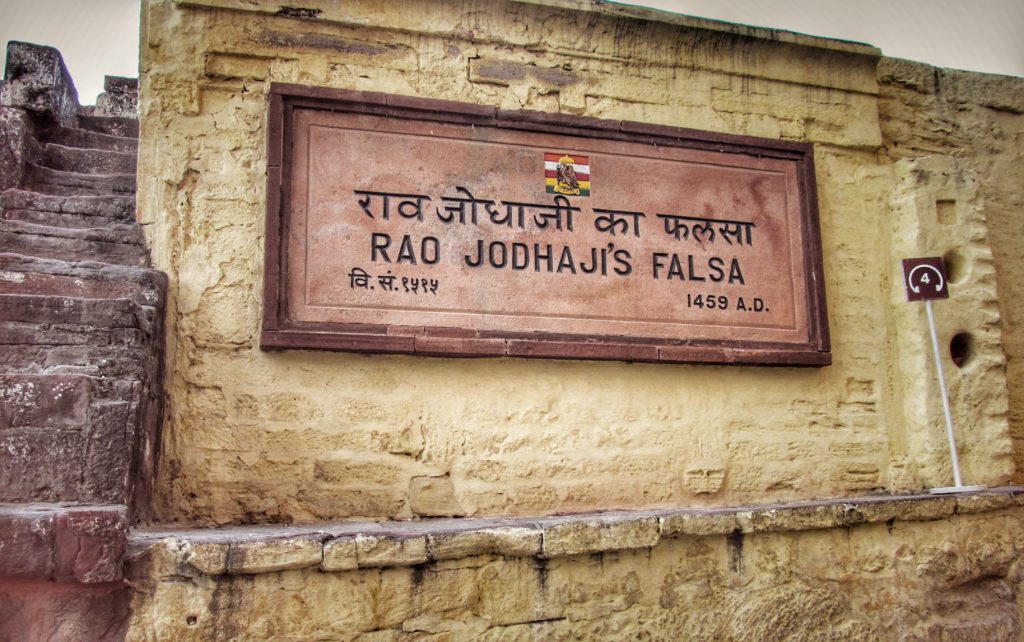 राव जोधाजी का फलसा
RAO JODHAJI'S FALSA
वि.सं.१५१५
1459 A.D.
4